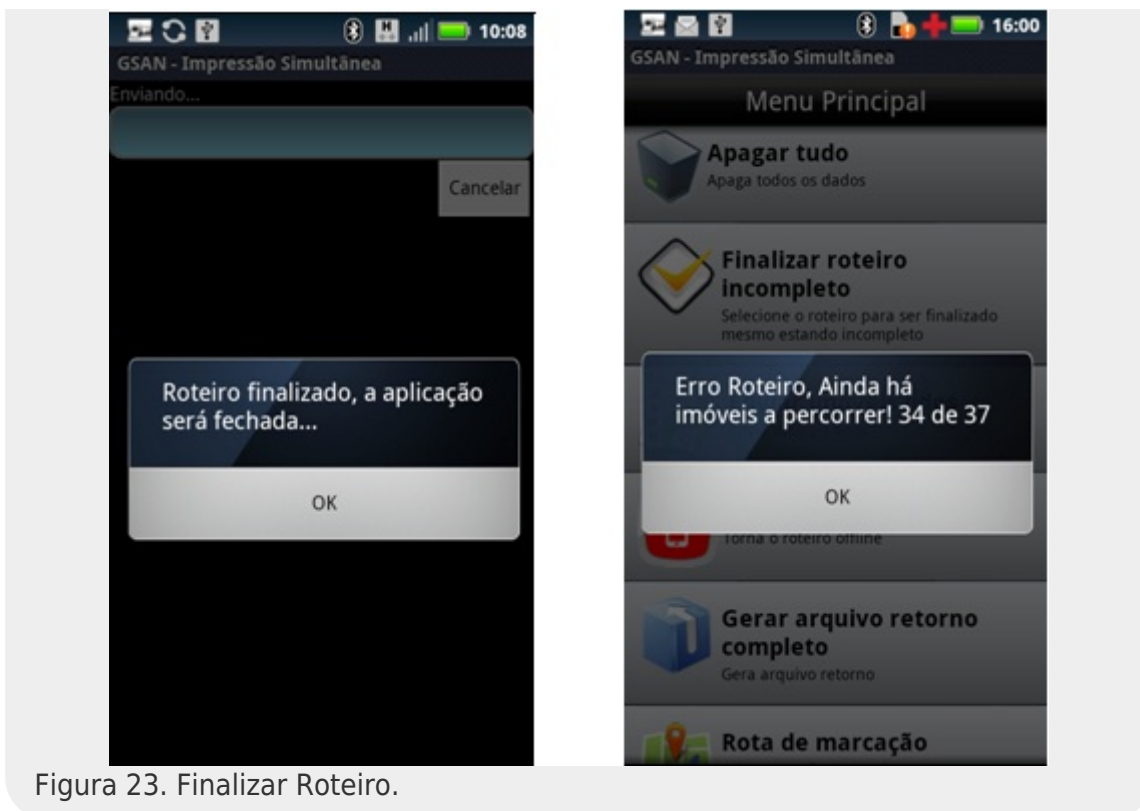 10:08
GSAN - Impressão Simultânea
Enviando...
Cancelar
Roteiro finalizado, a aplicação
será fechada...
OK
16:00
GSAN - Impressão Simultânea
Menu Principal
Apagar tudo
Apaga todos os dados
Finalizar roteiro
incompleto
Selecione o roteiro para ser finalizado
mesmo estando incompleto
Erro Roteiro, Ainda há
imóveis a percorrer! 34 de 37
OK
Torna o roteiro offline
Gerar arquivo retorno
completo
Gera arquivo retorno
Rota de marcação
Figura 23. Finalizar Roteiro.